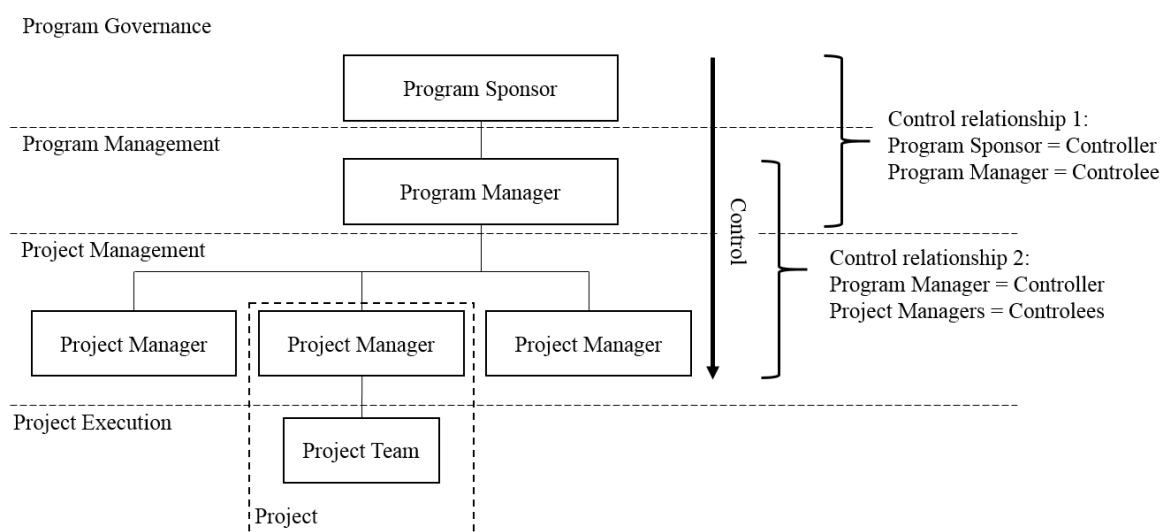 Program Governance
Program Sponsor
Program Management
Program Manager
Project Management
Project Manager
Project Manager
Project Manager
Project Execution
Project Team
Project
Control
Control relationship 1:
Program Sponsor = Controller
Program Manager = Controlee
Control relationship 2:
Program Manager = Controller
Project Managers = Controlees